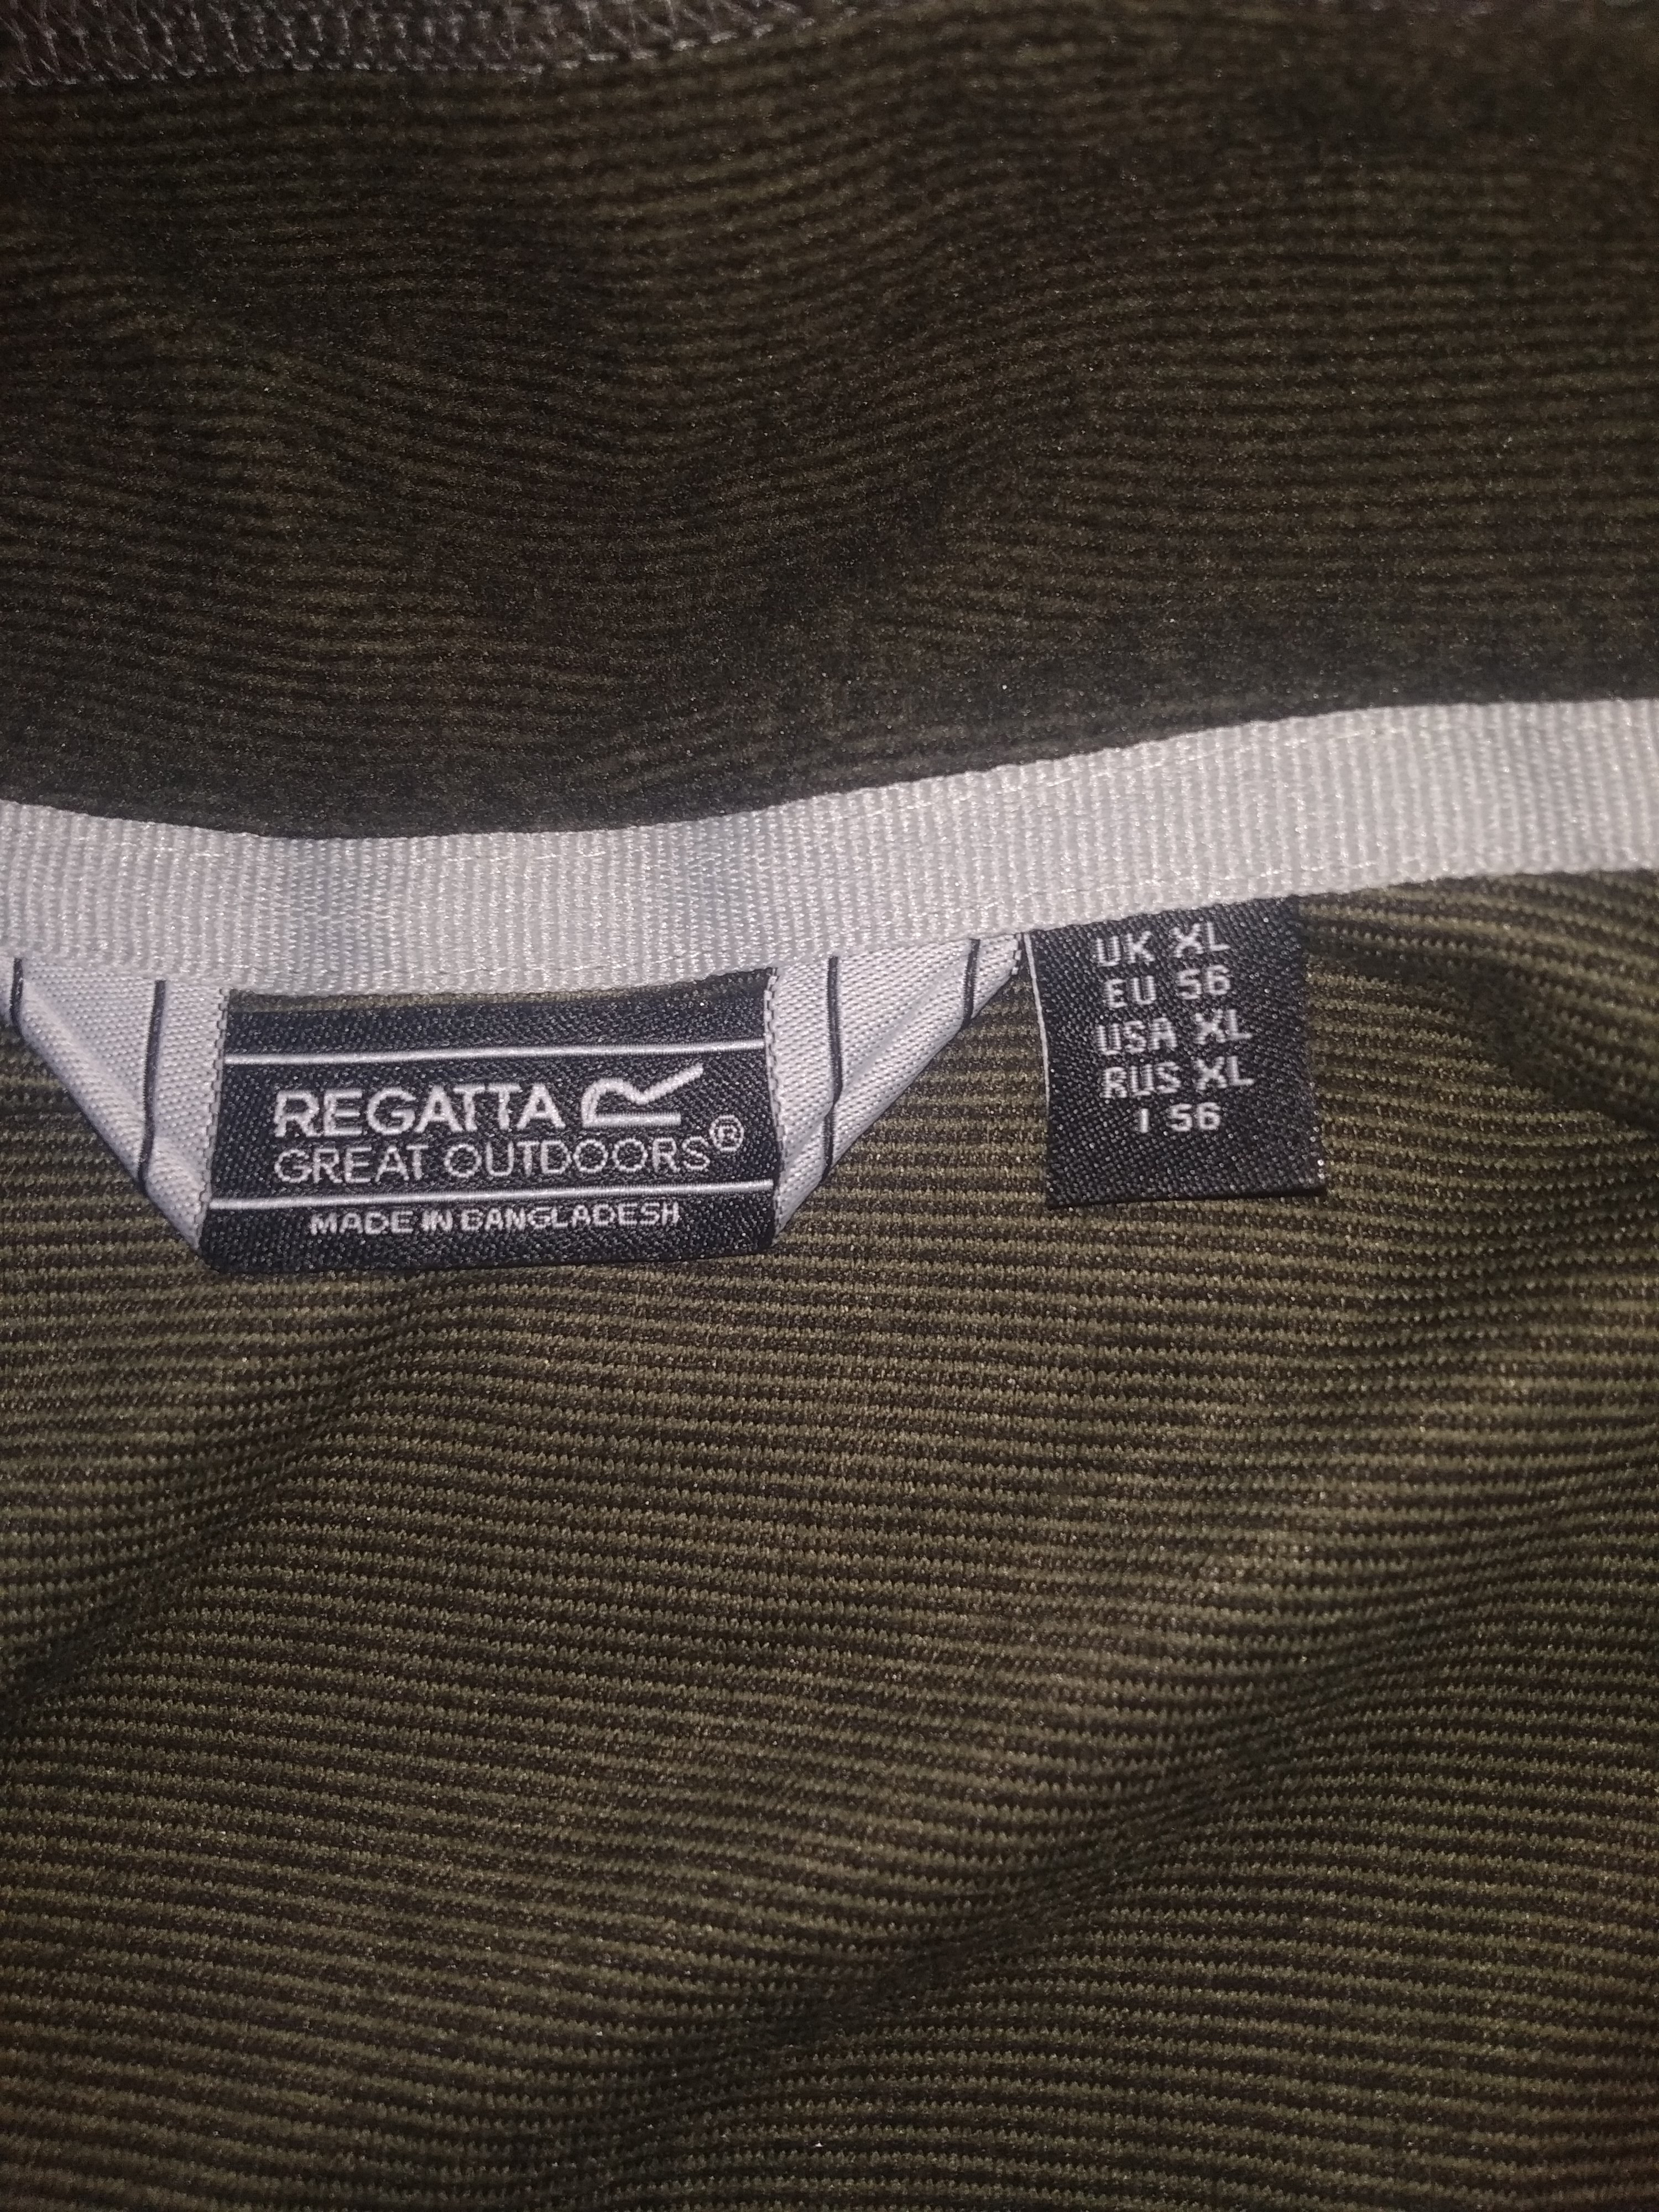 REGATTA
GREAT OUTDOORS®
MADE IN BANGLADESH
UK XL
EU 56
USA XL
RUS XL
I 56